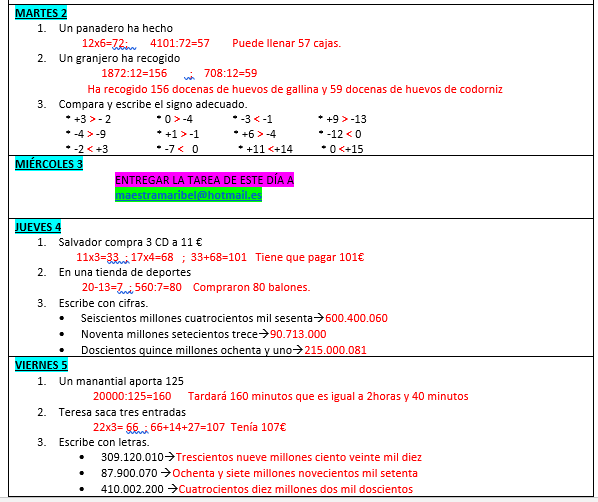 MARTES 2
1. Un panadero ha hecho
12x6=72; 4101:72=57 Puede llenar 57 cajas.
2. Un granjero ha recogido
1872:12=156 ; 708:12=59
Ha recogido 156 docenas de huevos de gallina y 59 docenas de huevos de codorniz
3. Compara y escribe el signo adecuado.
* +3 > - 2 * 0 > -4 * -3 < -1 * +9 > -13
* -4 > -9 * +1 > -1 * +6 > -4 * -12 < 0
* -2 < +3 * -7 < 0 * +11 <+14 * 0 <+15
MIÉRCOLES 3
ENTREGAR LA TAREA DE ESTE DÍA A
maestramaribel@hotmail.es
JUEVES 4
1. Salvador compra 3 CD a 11 €
11x3=33 ; 17x4=68 ; 33+68=101 Tiene que pagar 101€
2. En una tienda de deportes
20-13=7 ; 560:7=80 Compraron 80 balones.
3. Escribe con cifras.
• Seiscientos millones cuatrocientos mil sesenta→600.400.060
• Noventa millones setecientos trece→90.713.000
• Doscientos quince millones ochenta y uno→215.000.081
VIERNES 5
1. Un manantial aporta 125
20000:125=160 Tardará 160 minutos que es igual a 2horas y 40 minutos
2. Teresa saca tres entradas
22x3= 66 ; 66+14+27=107 Tenía 107€
3. Escribe con letras.
• 309.120.010→Trescientos nueve millones ciento veinte mil diez
• 87.900.070 →Ochenta y siete millones novecientos mil setenta
• 410.002.200 →Cuatrocientos diez millones dos mil doscientos